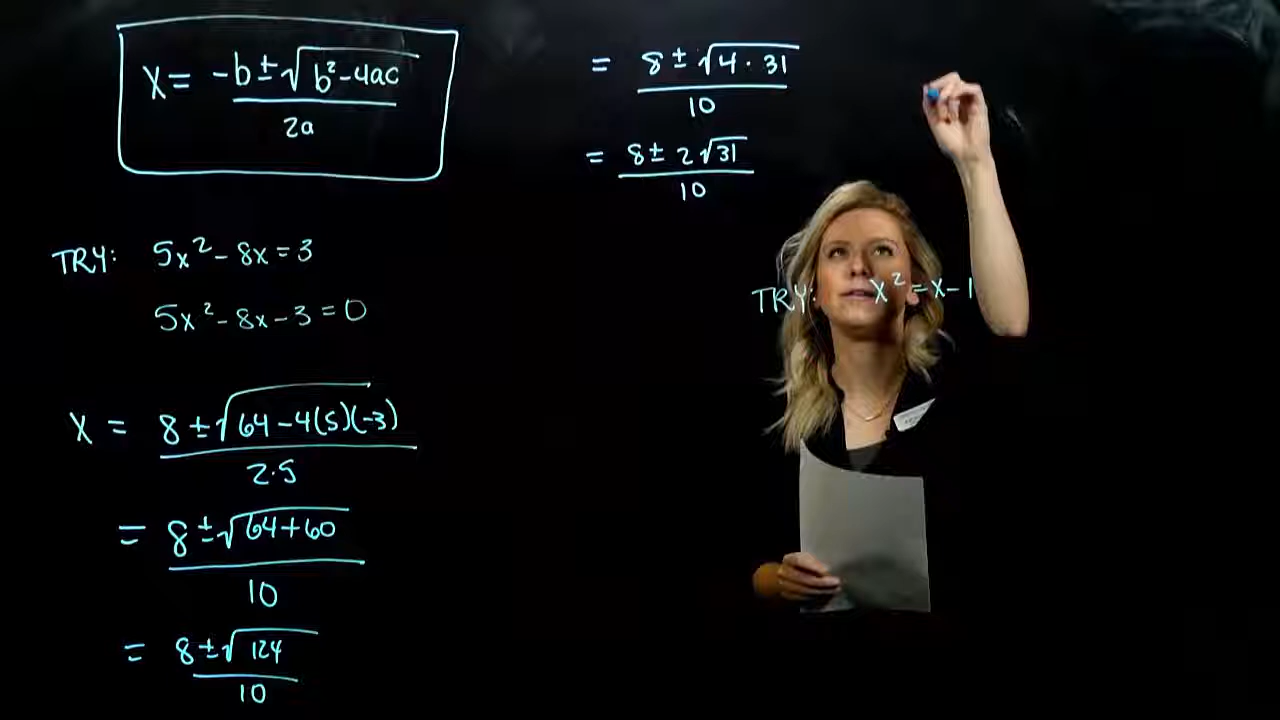 x = -b ± √b² - 4ac
2a
TRY: 5x² - 8x = 3
5x² - 8x - 3 = 0
x = 8 ± √64 - 4(5)(-3)
2·5
= 8 ± √64 + 60
10
= 8 ± √124
10
= 8 ± √4 · 31
10
= 8 ± 2√31
10
TRY: x² = x - 1